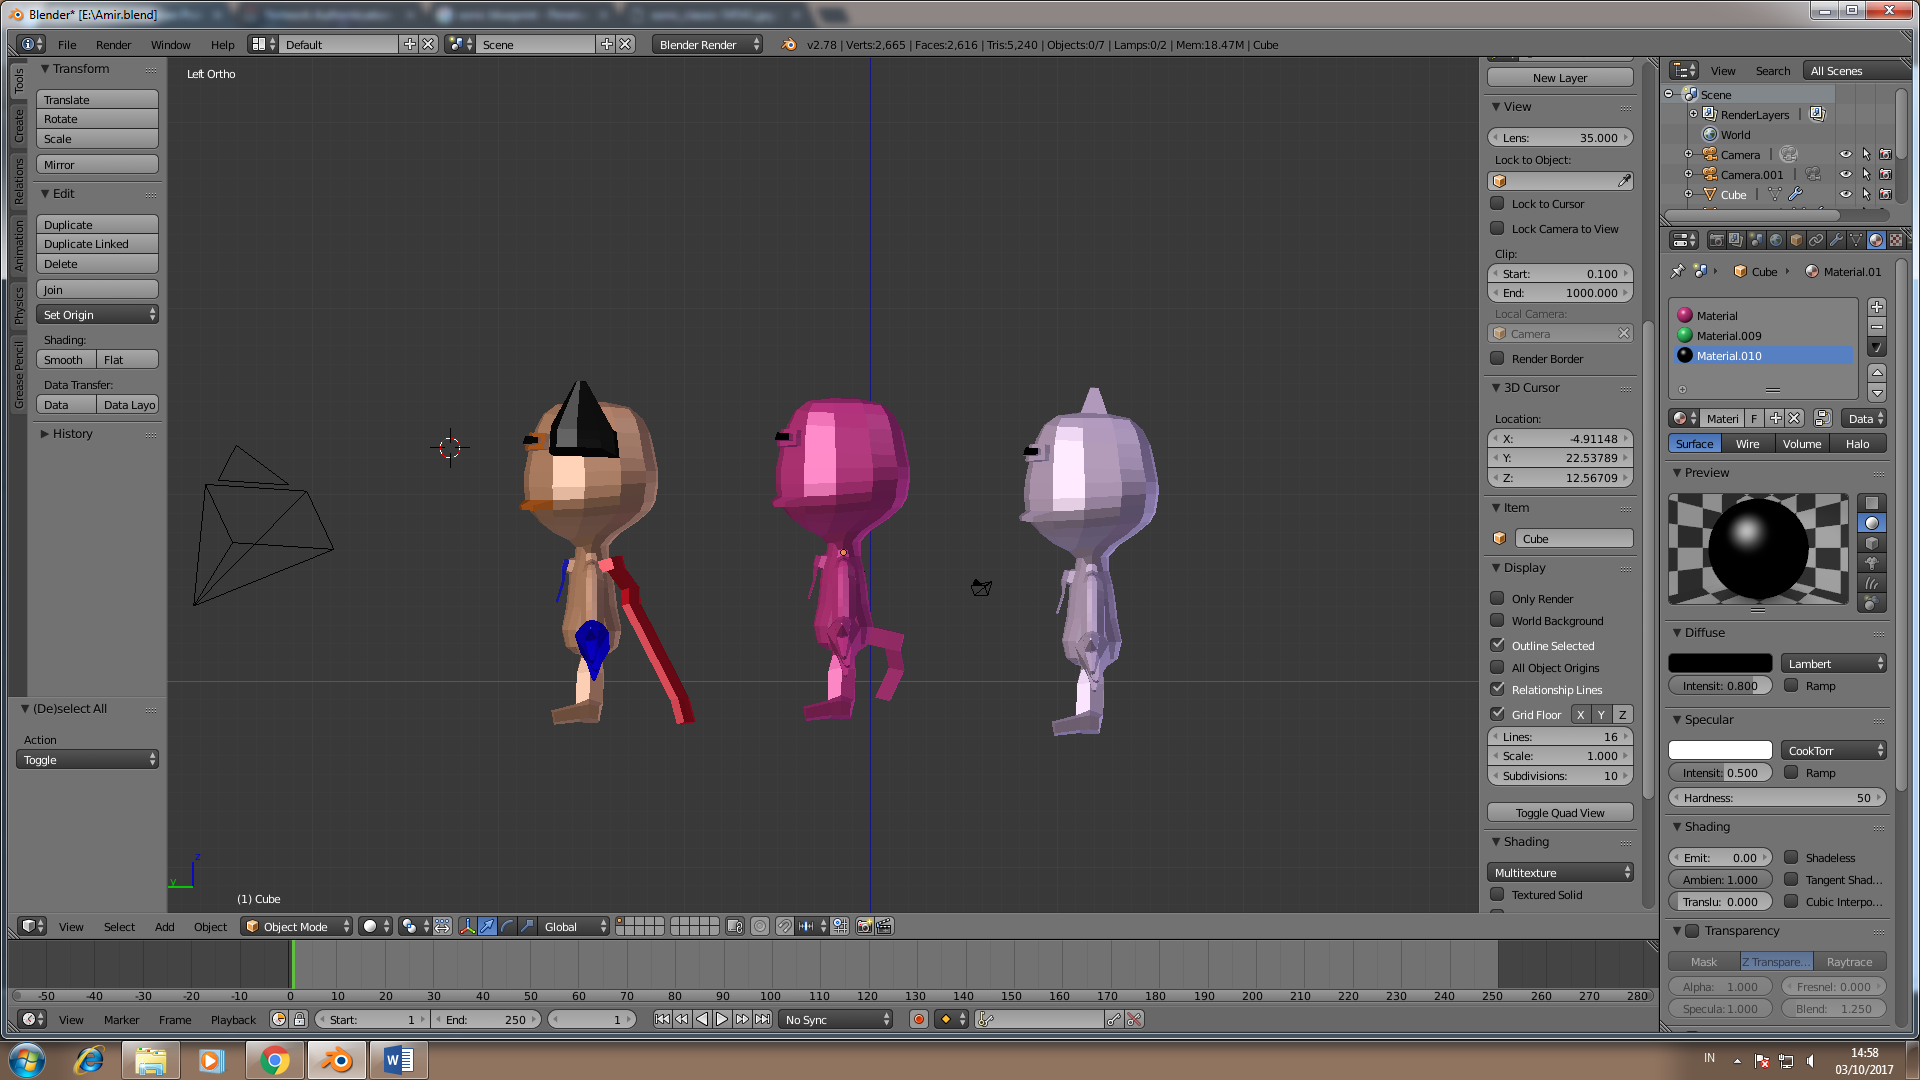 Blender* [E:\Amir.blend]
File Render Window Help Default Scene Blender Render v2.78 | Verts:2,665 | Faces:2,616 | Tris:5,240 | Objects:0/7 | Lamps:0/2 | Mem:18.47M | Cube
Tools
Create
Relations
Animation
Physics
Grease Pencil
Transform
Translate
Rotate
Scale
Mirror
Edit
Duplicate
Duplicate Linked
Delete
Join
Set Origin
Shading:
Smooth Flat
Data Transfer:
Data Data Layo
History
(De)select All
Action
Toggle
Left Ortho
z
y
(1) Cube
New Layer
View
Lens: 35.000
Lock to Object:
Lock to Cursor
Lock Camera to View
Clip:
Start: 0.100
End: 1000.000
Local Camera:
Camera
Render Border
3D Cursor
Location:
X: -4.91148
Y: 22.53789
Z: 12.56709
Item
Cube
Display
Only Render
World Background
Outline Selected
All Object Origins
Relationship Lines
Grid Floor X Y Z
Lines: 16
Scale: 1.000
Subdivisions: 10
Toggle Quad View
Shading
Multitexture
Textured Solid
View Search All Scenes
Scene
RenderLayers |
World
Camera |
Camera.001 |
Cube |
Cube Material.01
Material
Material.009
Material.010
Materi F Data
Surface Wire Volume Halo
Preview
Diffuse
Lambert
Intensit: 0.800 Ramp
Specular
CookTorr
Intensit: 0.500 Ramp
Hardness: 50
Shading
Emit: 0.00 Shadeless
Ambien: 1.000 Tangent Shad...
Translu: 0.000 Cubic Interpo...
Transparency
Mask Z Transpare... Raytrace
Alpha: 1.000 Fresnel: 0.000
Specula: 1.000 Blend: 1.250
View Select Add Object Object Mode Global
-50 -40 -30 -20 -10 0 10 20 30 40 50 60 70 80 90 100 110 120 130 140 150 160 170 180 190 200 210 220 230 240 250 260 270 280
View Marker Frame Playback Start: 1 End: 250 1 No Sync
IN 14:58
03/10/2017